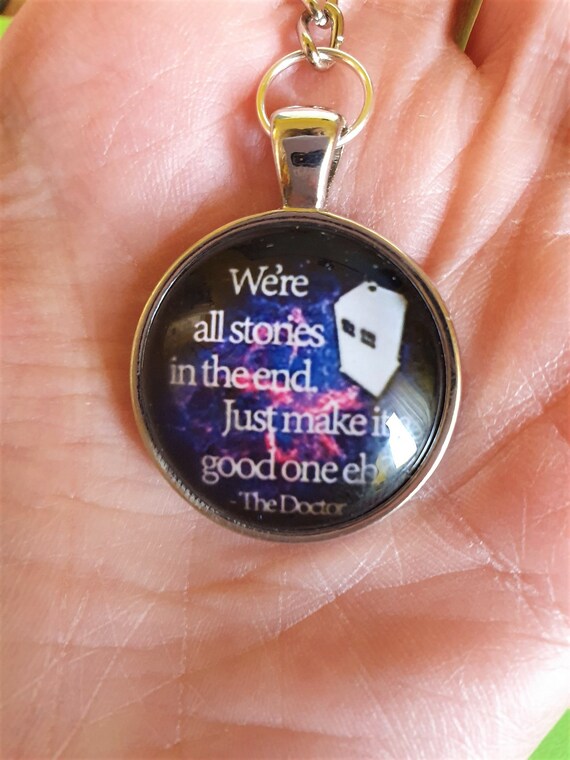 We're
all stories
in the end.
Just make it
good one eh
- The Doctor